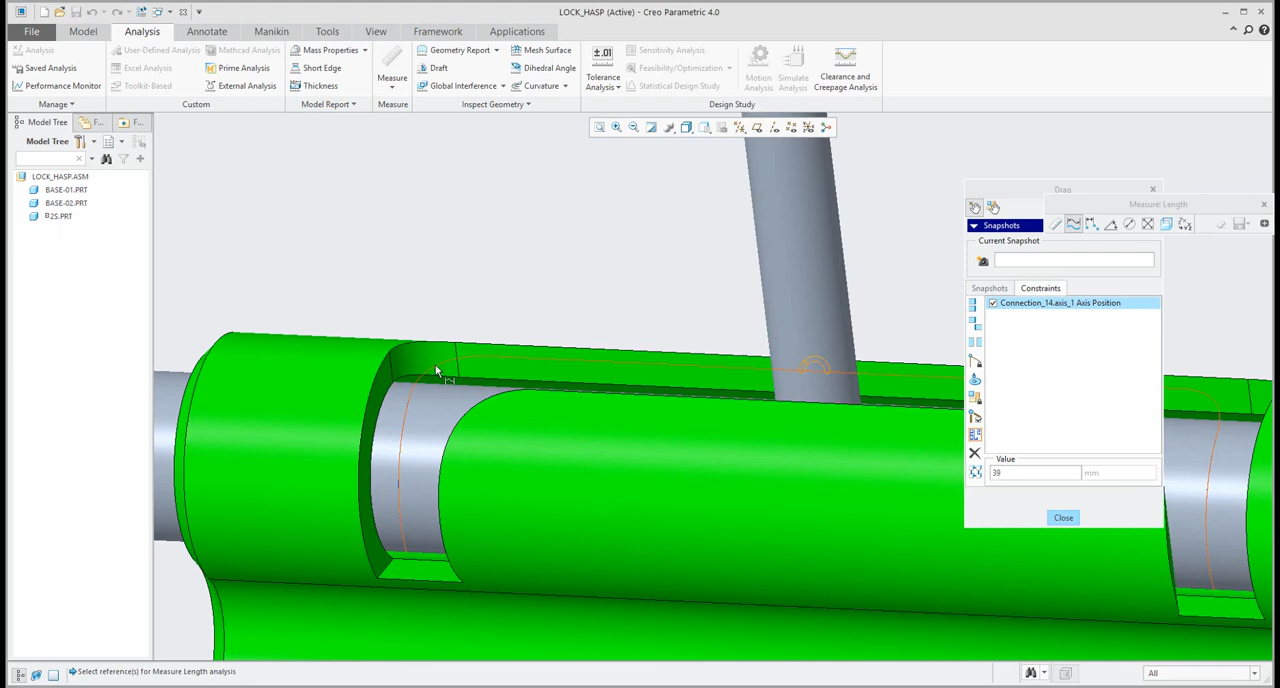 LOCK_HASP (Active) - Creo Parametric 4.0
File Model Analysis Annotate Manikin Tools View Framework Applications
Analysis User-Defined Analysis Mathcad Analysis Mass Properties Geometry Report Mesh Surface Sensitivity Analysis
Saved Analysis Excel Analysis Prime Analysis Short Edge Draft Dihedral Angle Feasibility/Optimization
Performance Monitor Toolkit-Based External Analysis Thickness Global Interference Curvature Statistical Design Study
Measure
±.01
Tolerance Analysis
Motion Analysis
Simulate Analysis
Clearance and Creepage Analysis
Manage Custom Model Report Measure Inspect Geometry Design Study
Model Tree F... F...
Model Tree
LOCK_HASP.ASM
BASE-01.PRT
BASE-02.PRT
2S.PRT
Drag
Measure: Length
Snapshots
Current Snapshot
Snapshots Constraints
Connection_14.axis_1 Axis Position
Value
39 mm
Close
Select reference(s) for Measure Length analysis
All